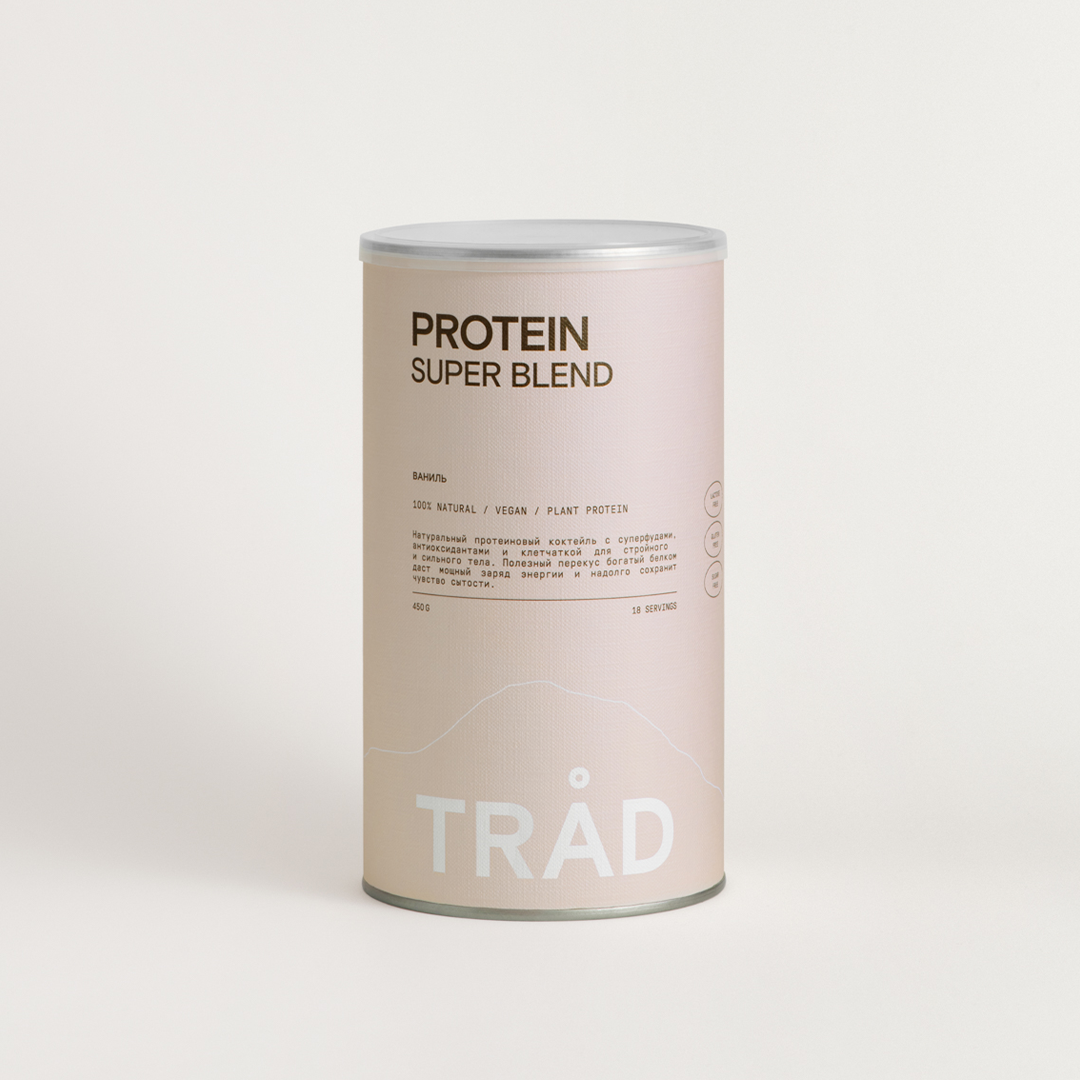 PROTEIN
SUPER BLEND
ВАНИЛЬ
100% NATURAL / VEGAN / PLANT PROTEIN
Натуральный протеиновый коктейль с суперфудами,
антиоксидантами и клетчаткой для стройного
и сильного тела. Полезный перекус богатый белком
даст мощный заряд энергии и надолго сохранит
чувство сытости.
450 G
18 SERVINGS
TRÅD